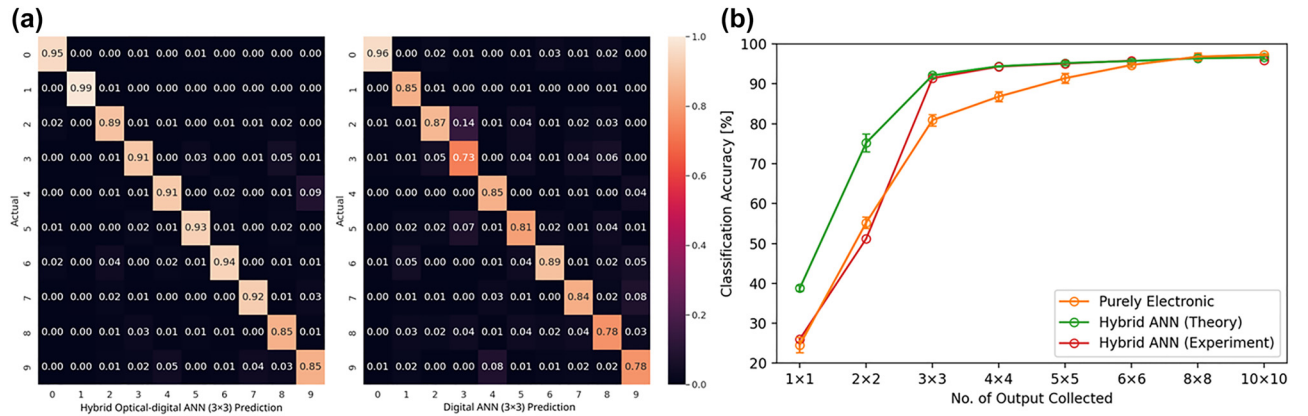 (a)
(b)
0 0.95 0.00 0.00 0.01 0.00 0.01 0.00 0.00 0.00 0.00
1 0.00 0.99 0.00 0.00 0.00 0.00 0.00 0.00 0.00 0.00
2 0.02 0.00 0.89 0.01 0.01 0.00 0.00 0.01 0.02 0.00
3 0.00 0.00 0.01 0.91 0.00 0.03 0.00 0.00 0.05 0.01
4 0.00 0.00 0.01 0.01 0.91 0.00 0.02 0.00 0.01 0.09
5 0.01 0.00 0.00 0.02 0.00 0.93 0.00 0.00 0.01 0.00
6 0.02 0.00 0.04 0.00 0.02 0.01 0.94 0.00 0.02 0.00
7 0.00 0.00 0.02 0.00 0.00 0.00 0.00 0.92 0.01 0.03
8 0.00 0.00 0.01 0.03 0.01 0.01 0.03 0.01 0.85 0.01
9 0.00 0.01 0.00 0.02 0.05 0.01 0.00 0.04 0.03 0.85
0 1 2 3 4 5 6 7 8 9
Actual
Hybrid Optical-digital ANN (3×3) Prediction
0 0.96 0.00 0.02 0.01 0.00 0.01 0.03 0.01 0.02 0.00
1 0.00 0.85 0.01 0.00 0.00 0.00 0.00 0.00 0.01 0.00
2 0.01 0.01 0.87 0.14 0.01 0.04 0.01 0.02 0.03 0.00
3 0.01 0.01 0.05 0.73 0.00 0.04 0.01 0.04 0.06 0.00
4 0.00 0.00 0.01 0.00 0.85 0.00 0.01 0.01 0.00 0.04
5 0.01 0.02 0.02 0.07 0.01 0.81 0.02 0.01 0.04 0.01
6 0.01 0.05 0.00 0.01 0.01 0.04 0.89 0.01 0.02 0.05
7 0.00 0.01 0.01 0.00 0.03 0.01 0.00 0.84 0.02 0.08
8 0.01 0.03 0.02 0.04 0.01 0.04 0.02 0.04 0.78 0.03
9 0.00 0.01 0.00 0.02 0.08 0.01 0.02 0.02 0.02 0.78
0 1 2 3 4 5 6 7 8 9
Actual
Digital ANN (3×3) Prediction
1.0
0.8
0.6
0.4
0.2
0.0
100
90
80
70
60
50
40
30
20
Classification Accuracy [%]
Purely Electronic
Hybrid ANN (Theory)
Hybrid ANN (Experiment)
1×1 2×2 3×3 4×4 5×5 6×6 8×8 10×10
No. of Output Collected